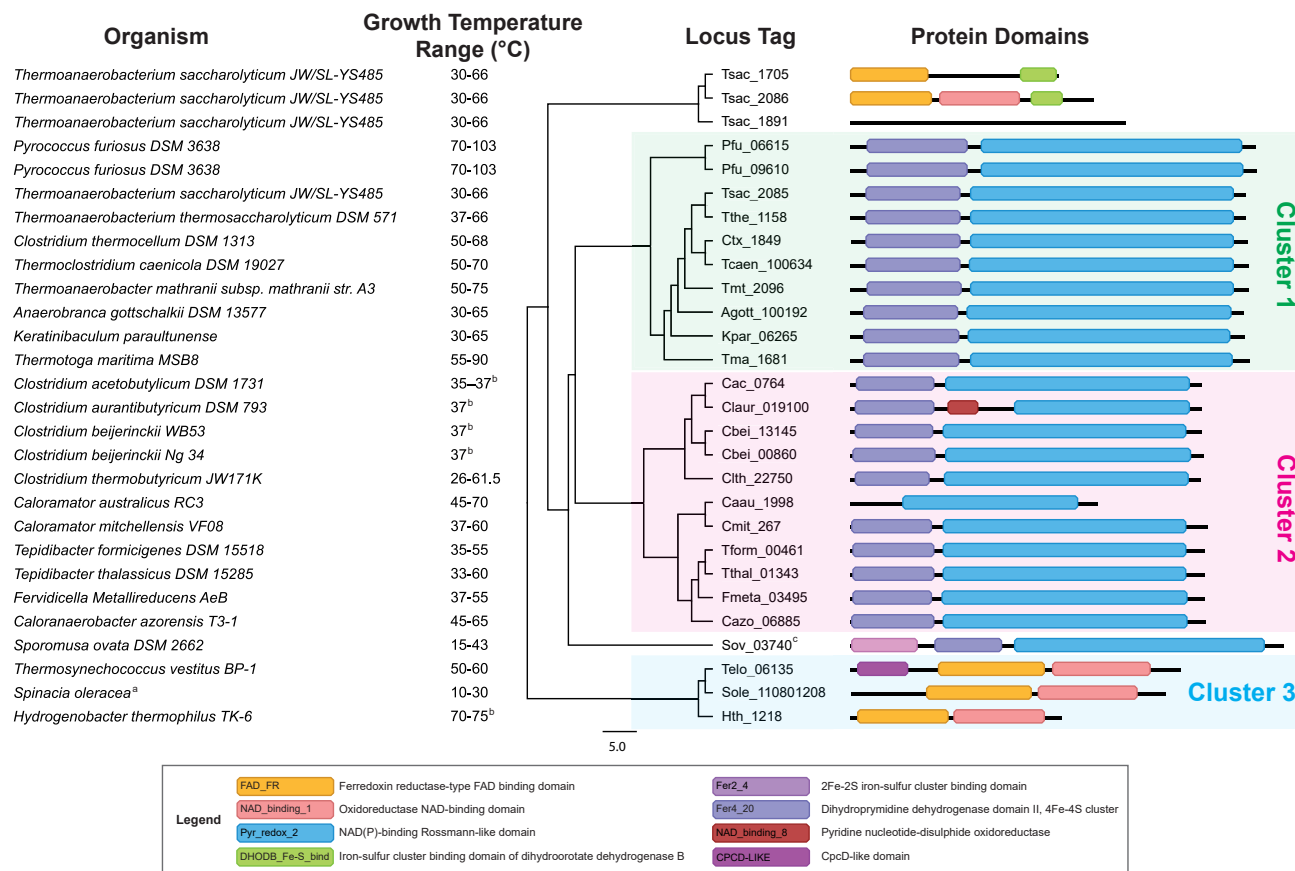 Organism Growth Temperature Range (°C) Locus Tag Protein Domains
Thermoanaerobacterium saccharolyticum JW/SL-YS485 30-66 Tsac_1705
Thermoanaerobacterium saccharolyticum JW/SL-YS485 30-66 Tsac_2086
Thermoanaerobacterium saccharolyticum JW/SL-YS485 30-66 Tsac_1891
Pyrococcus furiosus DSM 3638 70-103 Pfu_06615
Pyrococcus furiosus DSM 3638 70-103 Pfu_09610
Thermoanaerobacterium saccharolyticum JW/SL-YS485 30-66 Tsac_2085
Thermoanaerobacterium thermosaccharolyticum DSM 571 37-66 Tthe_1158
Clostridium thermocellum DSM 1313 50-68 Ctx_1849
Thermoclostridium caenicola DSM 19027 50-70 Tcaen_100634
Thermoanaerobacter mathranii subsp. mathranii str. A3 50-75 Tmt_2096
Anaerobranca gottschalkii DSM 13577 30-65 Agott_100192
Keratinibaculum paraultunense 30-65 Kpar_06265
Thermotoga maritima MSB8 55-90 Tma_1681
Cluster 1
Clostridium acetobutylicum DSM 1731 35–37b Cac_0764
Clostridium aurantibutyricum DSM 793 37b Claur_019100
Clostridium beijerinckii WB53 37b Cbei_13145
Clostridium beijerinckii Ng 34 37b Cbei_00860
Clostridium thermobutyricum JW171K 26-61.5 Clth_22750
Caloramator australicus RC3 45-70 Caau_1998
Caloramator mitchellensis VF08 37-60 Cmit_267
Tepidibacter formicigenes DSM 15518 35-55 Tform_00461
Tepidibacter thalassicus DSM 15285 33-60 Tthal_01343
Fervidicella Metallireducens AeB 37-55 Fmeta_03495
Caloranaerobacter azorensis T3-1 45-65 Cazo_06885
Cluster 2
Sporomusa ovata DSM 2662 15-43 Sov_03740c
Thermosynechococcus vestitus BP-1 50-60 Telo_06135
Spinacia oleraceaa 10-30 Sole_110801208
Hydrogenobacter thermophilus TK-6 70-75b Hth_1218
Cluster 3
5.0
Legend
FAD_FR Ferredoxin reductase-type FAD binding domain
NAD_binding_1 Oxidoreductase NAD-binding domain
Pyr_redox_2 NAD(P)-binding Rossmann-like domain
DHODB_Fe-S_bind Iron-sulfur cluster binding domain of dihydroorotate dehydrogenase B
Fer2_4 2Fe-2S iron-sulfur cluster binding domain
Fer4_20 Dihydroprymidine dehydrogenase domain II, 4Fe-4S cluster
NAD_binding_8 Pyridine nucleotide-disulphide oxidoreductase
CPCD-LIKE CpcD-like domain